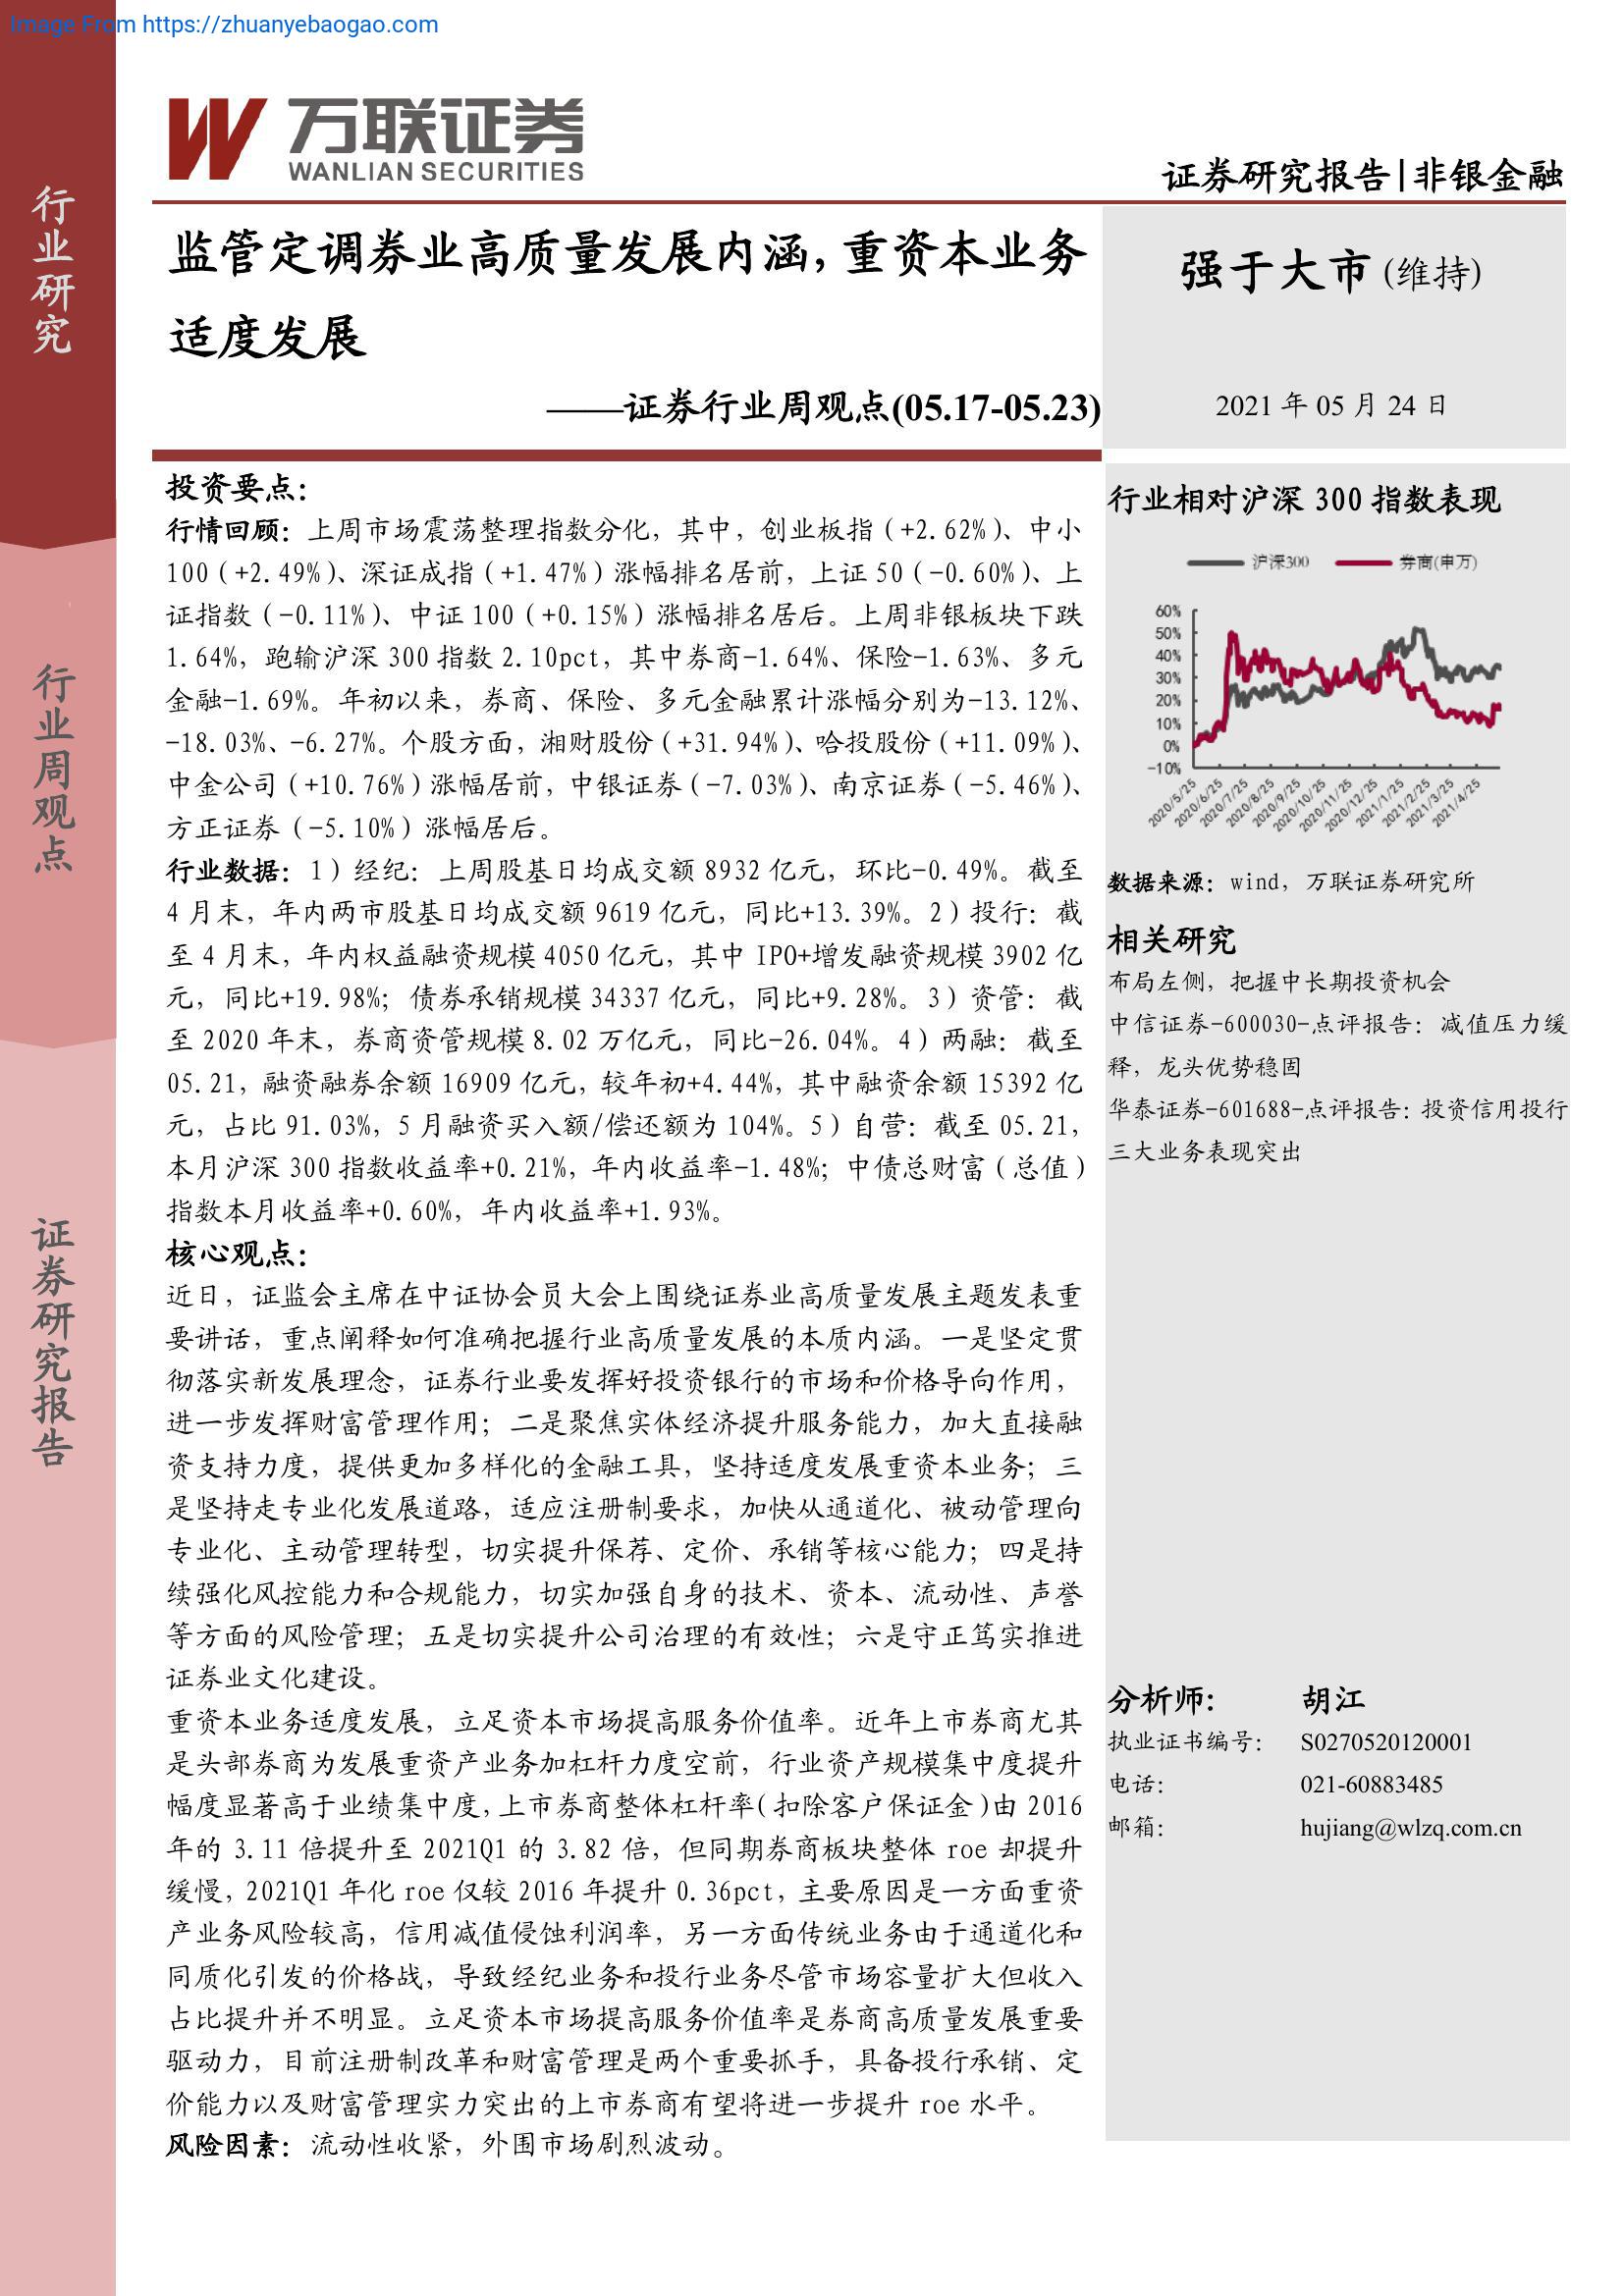 Image From https://zhuanyebaogao.com
万联证券
WANLIAN SECURITIES
证券研究报告|非银金融
行业研究
行业周观点
证券研究报告
监管定调券业高质量发展内涵，重资本业务
适度发展
——证券行业周观点(05.17-05.23)
强于大市(维持)
2021 年 05 月 24 日
投资要点：
行情回顾：上周市场震荡整理指数分化，其中，创业板指（+2.62%）、中小
100（+2.49%）、深证成指（+1.47%）涨幅排名居前，上证 50（-0.60%）、上
证指数（-0.11%）、中证 100（+0.15%）涨幅排名居后。上周非银板块下跌
1.64%，跑输沪深 300 指数 2.10pct，其中券商-1.64%、保险-1.63%、多元
金融-1.69%。年初以来，券商、保险、多元金融累计涨幅分别为-13.12%、
-18.03%、-6.27%。个股方面，湘财股份（+31.94%）、哈投股份（+11.09%）、
中金公司（+10.76%）涨幅居前，中银证券（-7.03%）、南京证券（-5.46%）、
方正证券（-5.10%）涨幅居后。
行业数据：1）经纪：上周股基日均成交额 8932 亿元，环比-0.49%。截至
4 月末，年内两市股基日均成交额 9619 亿元，同比+13.39%。2）投行：截
至 4 月末，年内权益融资规模 4050 亿元，其中 IPO+增发融资规模 3902 亿
元，同比+19.98%；债券承销规模 34337 亿元，同比+9.28%。3）资管：截
至 2020 年末，券商资管规模 8.02 万亿元，同比-26.04%。4）两融：截至
05.21，融资融券余额 16909 亿元，较年初+4.44%，其中融资余额 15392 亿
元，占比 91.03%，5 月融资买入额/偿还额为 104%。5）自营：截至 05.21，
本月沪深 300 指数收益率+0.21%，年内收益率-1.48%；中债总财富（总值）
指数本月收益率+0.60%，年内收益率+1.93%。
核心观点：
近日，证监会主席在中证协会员大会上围绕证券业高质量发展主题发表重
要讲话，重点阐释如何准确把握行业高质量发展的本质内涵。一是坚定贯
彻落实新发展理念，证券行业要发挥好投资银行的市场和价格导向作用，
进一步发挥财富管理作用；二是聚焦实体经济提升服务能力，加大直接融
资支持力度，提供更加多样化的金融工具，坚持适度发展重资本业务；三
是坚持走专业化发展道路，适应注册制要求，加快从通道化、被动管理向
专业化、主动管理转型，切实提升保荐、定价、承销等核心能力；四是持
续强化风控能力和合规能力，切实加强自身的技术、资本、流动性、声誉
等方面的风险管理；五是切实提升公司治理的有效性；六是守正笃实推进
证券业文化建设。
重资本业务适度发展，立足资本市场提高服务价值率。近年上市券商尤其
是头部券商为发展重资产业务加杠杆力度空前，行业资产规模集中度提升
幅度显著高于业绩集中度，上市券商整体杠杆率（扣除客户保证金）由 2016
年的 3.11 倍提升至 2021Q1 的 3.82 倍，但同期券商板块整体 roe 却提升
缓慢，2021Q1 年化 roe 仅较 2016 年提升 0.36pct，主要原因是一方面重资
产业务风险较高，信用减值侵蚀利润率，另一方面传统业务由于通道化和
同质化引发的价格战，导致经纪业务和投行业务尽管市场容量扩大但收入
占比提升并不明显。立足资本市场提高服务价值率是券商高质量发展重要
驱动力，目前注册制改革和财富管理是两个重要抓手，具备投行承销、定
价能力以及财富管理实力突出的上市券商有望将进一步提升 roe 水平。
风险因素：流动性收紧，外围市场剧烈波动。
行业相对沪深 300 指数表现
沪深300 券商(申万)
60%
50%
40%
30%
20%
10%
0%
-10%
2020/5/25
2020/6/25
2020/7/25
2020/8/25
2020/9/25
2020/10/25
2020/11/25
2020/12/25
2021/1/25
2021/2/25
2021/3/25
2021/4/25
数据来源：wind，万联证券研究所
相关研究
布局左侧，把握中长期投资机会
中信证券-600030-点评报告：减值压力缓
释，龙头优势稳固
华泰证券-601688-点评报告：投资信用投行
三大业务表现突出
分析师: 胡江
执业证书编号: S0270520120001
电话: 021-60883485
邮箱: hujiang@wlzq.com.cn